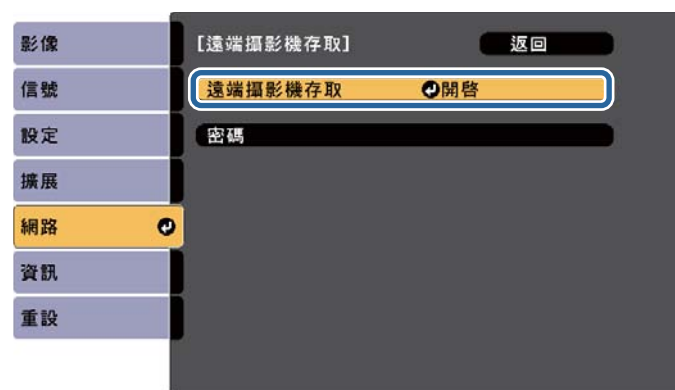 影像
信號
設定
擴展
網路
資訊
重設
[遠端攝影機存取]
返回
遠端攝影機存取 開啓
密碼